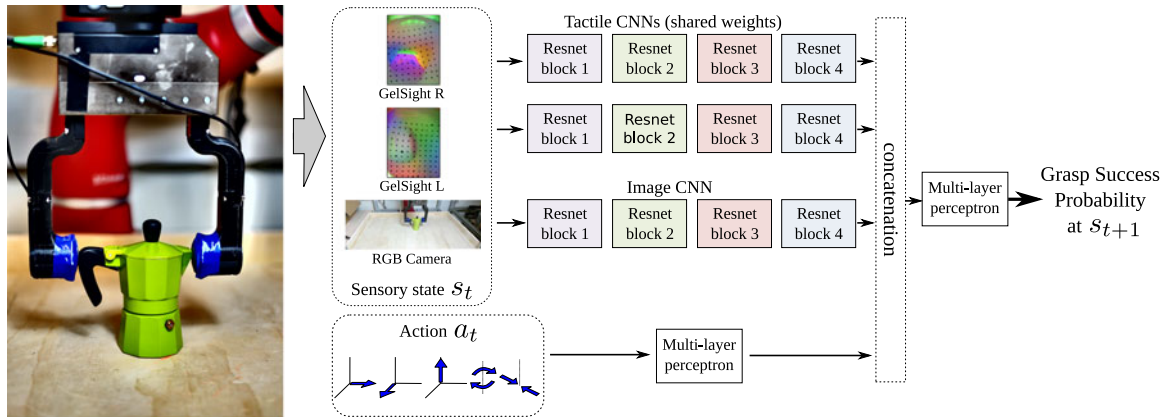 Tactile CNNs (shared weights)
GelSight R
Resnet block 1
Resnet block 2
Resnet block 3
Resnet block 4
GelSight L
Resnet block 1
Resnet block 2
Resnet block 3
Resnet block 4
Image CNN
RGB Camera
Resnet block 1
Resnet block 2
Resnet block 3
Resnet block 4
Sensory state s_t
Action a_t
Multi-layer
perceptron
concatenation
Multi-layer
perceptron
Grasp Success
Probability
at s_{t+1}